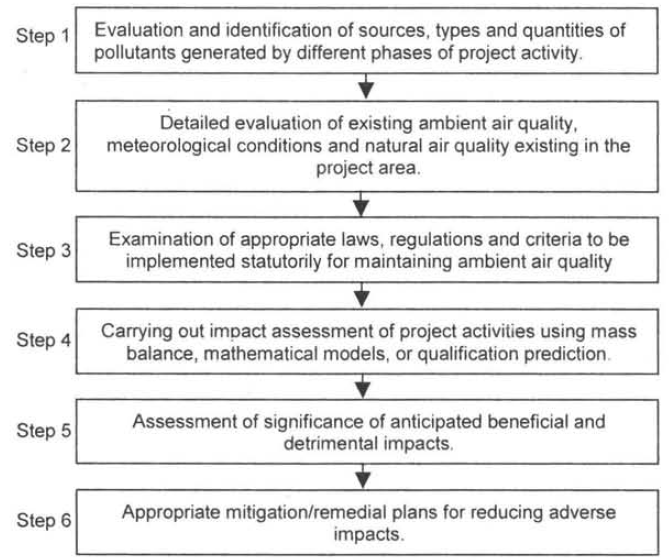 Step 1
Evaluation and identification of sources, types and quantities of
pollutants generated by different phases of project activity.
Step 2
Detailed evaluation of existing ambient air quality,
meteorological conditions and natural air quality existing in the
project area.
Step 3
Examination of appropriate laws, regulations and criteria to be
implemented statutorily for maintaining ambient air quality
Step 4
Carrying out impact assessment of project activities using mass
balance, mathematical models, or qualification prediction.
Step 5
Assessment of significance of anticipated beneficial and
detrimental impacts.
Step 6
Appropriate mitigation/remedial plans for reducing adverse
impacts.